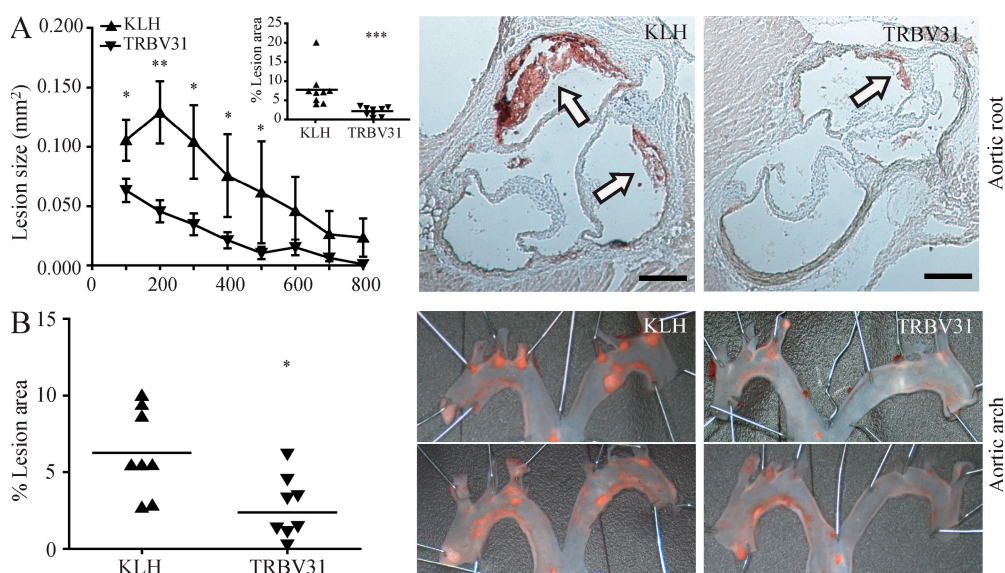 A
KLH
TRBV31
Lesion size (mm²)
0.200
0.150
0.100
0.050
0.000
0 200 400 600 800
* ** * * *
% Lesion area
25
20
15
10
5
0
***
KLH TRBV31
KLH
TRBV31
Aortic root
B
% Lesion area
15
10
5
0
*
KLH TRBV31
KLH
TRBV31
Aortic arch